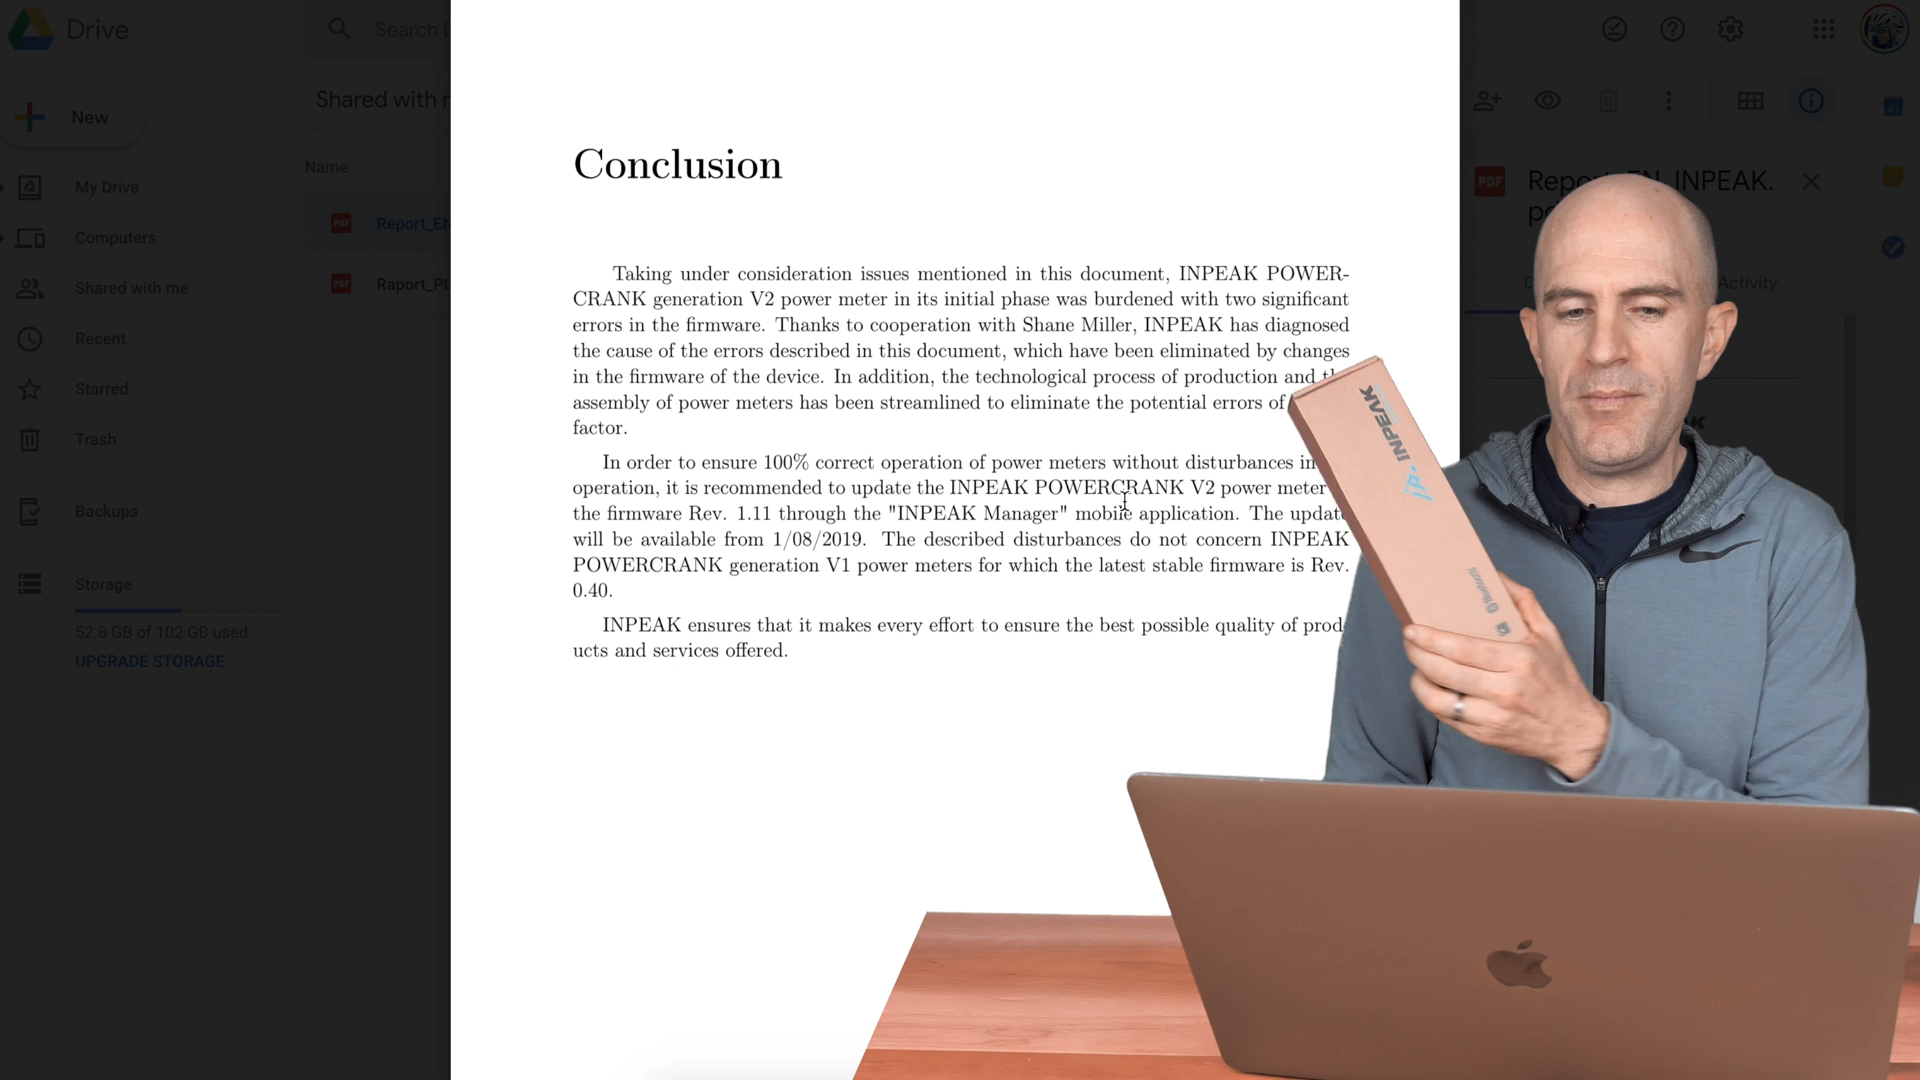 Drive
Search
New
My Drive
Computers
Shared with me
Recent
Starred
Trash
Backups
Storage
52.8 GB of 102 GB used
UPGRADE STORAGE
Shared with
Name
Report_EN
Raport_PL
Conclusion
Taking under consideration issues mentioned in this document, INPEAK POWER-
CRANK generation V2 power meter in its initial phase was burdened with two significant
errors in the firmware. Thanks to cooperation with Shane Miller, INPEAK has diagnosed
the cause of the errors described in this document, which have been eliminated by changes
in the firmware of the device. In addition, the technological process of production and
assembly of power meters has been streamlined to eliminate the potential errors of
factor.
In order to ensure 100% correct operation of power meters without disturbances in
operation, it is recommended to update the INPEAK POWERCRANK V2 power meter
the firmware Rev. 1.11 through the "INPEAK Manager" mobile application. The update
will be available from 1/08/2019. The described disturbances do not concern INPEAK
POWERCRANK generation V1 power meters for which the latest stable firmware is Rev.
0.40.
INPEAK ensures that it makes every effort to ensure the best possible quality of prod-
ucts and services offered.
PDF
Report_EN_INPEAK.
Activity
31
INPEAK
Bluetooth